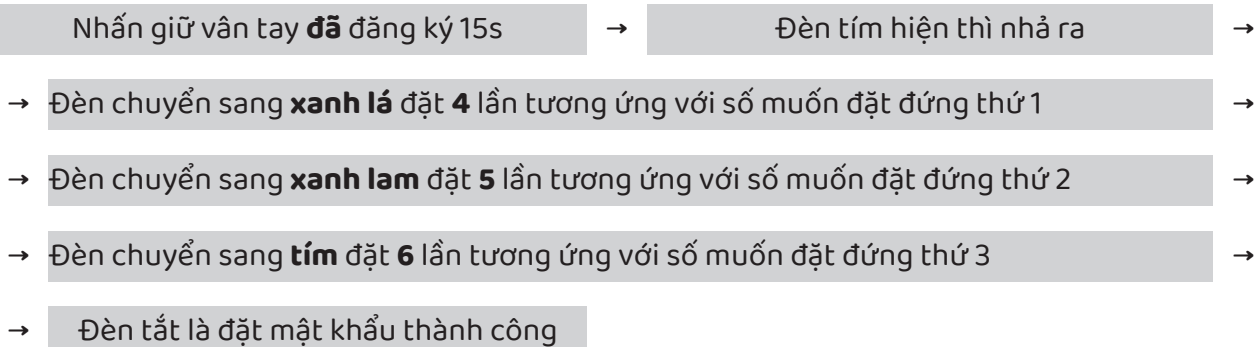 Nhấn giữ vân tay đã đăng ký 15s → Đèn tím hiện thì nhả ra →
→ Đèn chuyển sang xanh lá đặt 4 lần tương ứng với số muốn đặt đứng thứ 1 →
→ Đèn chuyển sang xanh lam đặt 5 lần tương ứng với số muốn đặt đứng thứ 2 →
→ Đèn chuyển sang tím đặt 6 lần tương ứng với số muốn đặt đứng thứ 3 →
→ Đèn tắt là đặt mật khẩu thành công